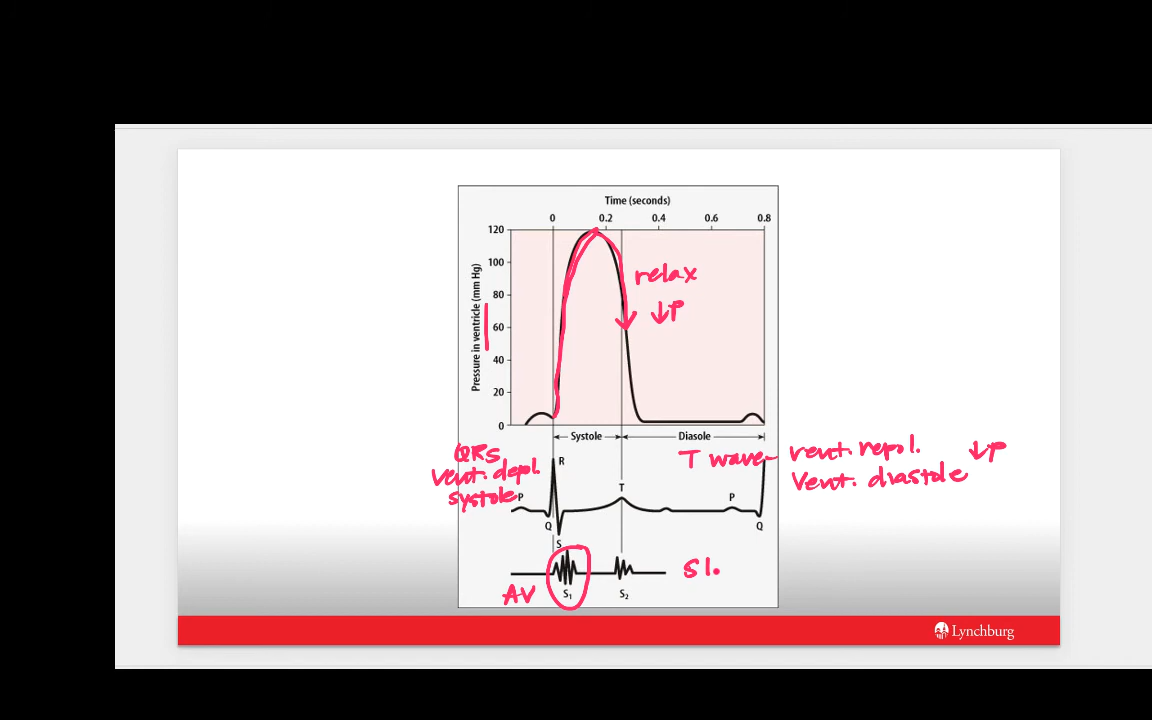 Time (seconds)
0 0.2 0.4 0.6 0.8
Pressure in ventricle (mm Hg)
120
100
80
60
40
20
0
relax
↓P
Systole Diasole
QRS
vent. depl.
systole
T wave- vent. repol. ↓P
Vent. diastole
P Q R S T P Q
AV
S1 S2
Sl.
Lynchburg